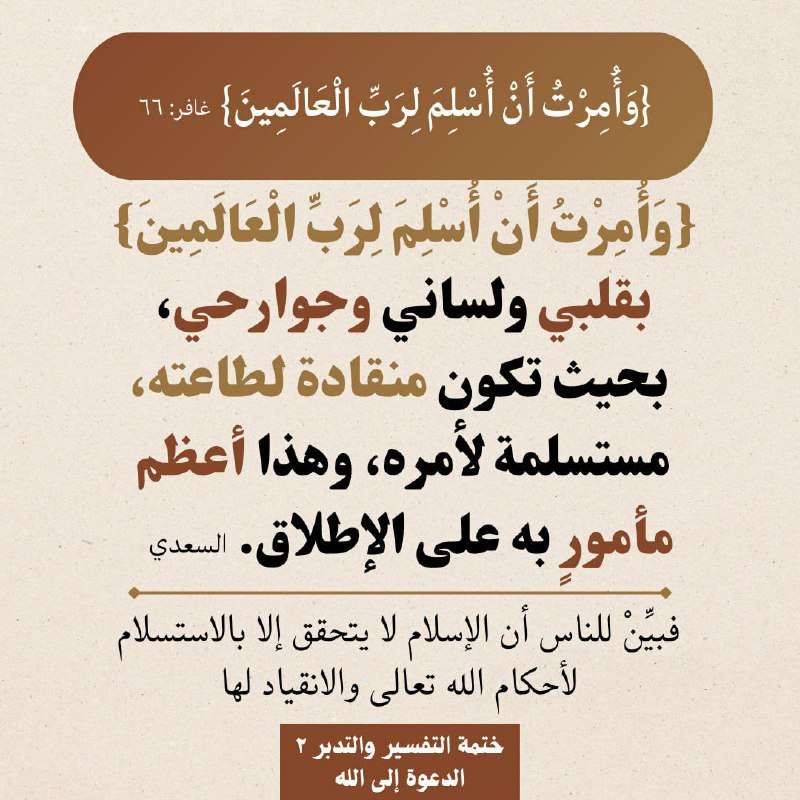 {وَأُمِرْتُ أَنْ أُسْلِمَ لِرَبِّ الْعَالَمِينَ} غافر: ٦٦
{وَأُمِرْتُ أَنْ أُسْلِمَ لِرَبِّ الْعَالَمِينَ}
بقلبي ولساني وجوارحي،
بحيث تكون منقادة لطاعته،
مستسلمة لأمره، وهذا أعظم
مأمورٍ به على الإطلاق. السعدي
فبيِّنْ للناس أن الإسلام لا يتحقق إلا بالاستسلام
لأحكام الله تعالى والانقياد لها
ختمة التفسير والتدبر ٢
الدعوة إلى الله